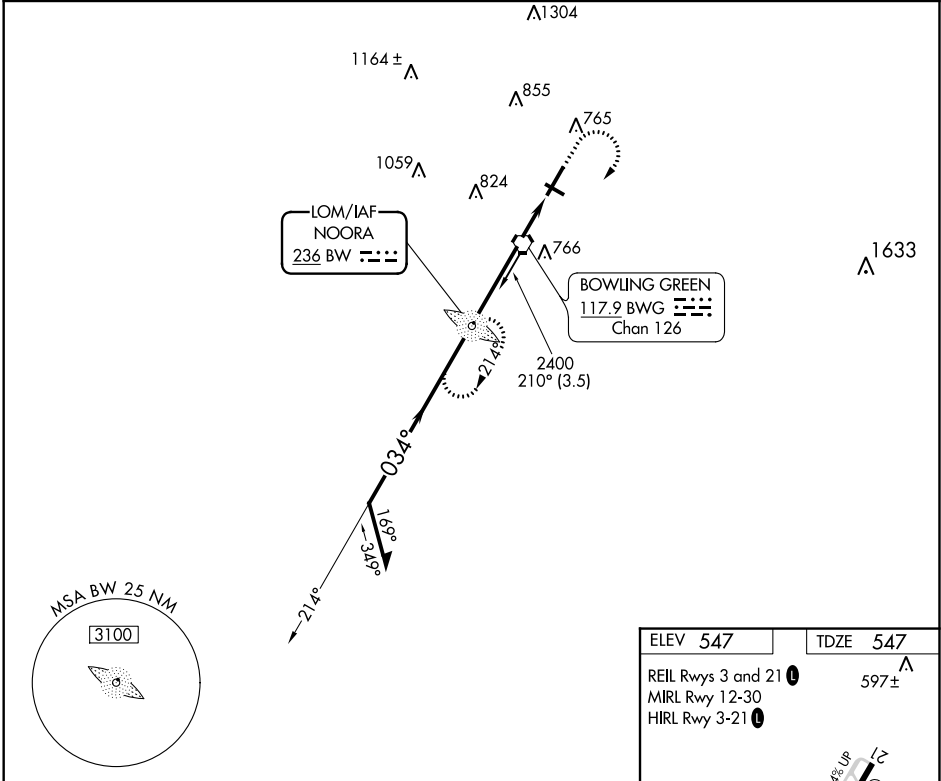 1304
1164 ±
855
765
1059
824
LOM/IAF
NOORA
236 BW
766
1633
BOWLING GREEN
117.9 BWG
Chan 126
2400
210° (3.5)
214°
034°
169°
349°
214°
MSA BW 25 NM
3100
ELEV 547
TDZE 547
REIL Rwys 3 and 21 L
597±
MIRL Rwy 12-30
HIRL Rwy 3-21 L
UP
21